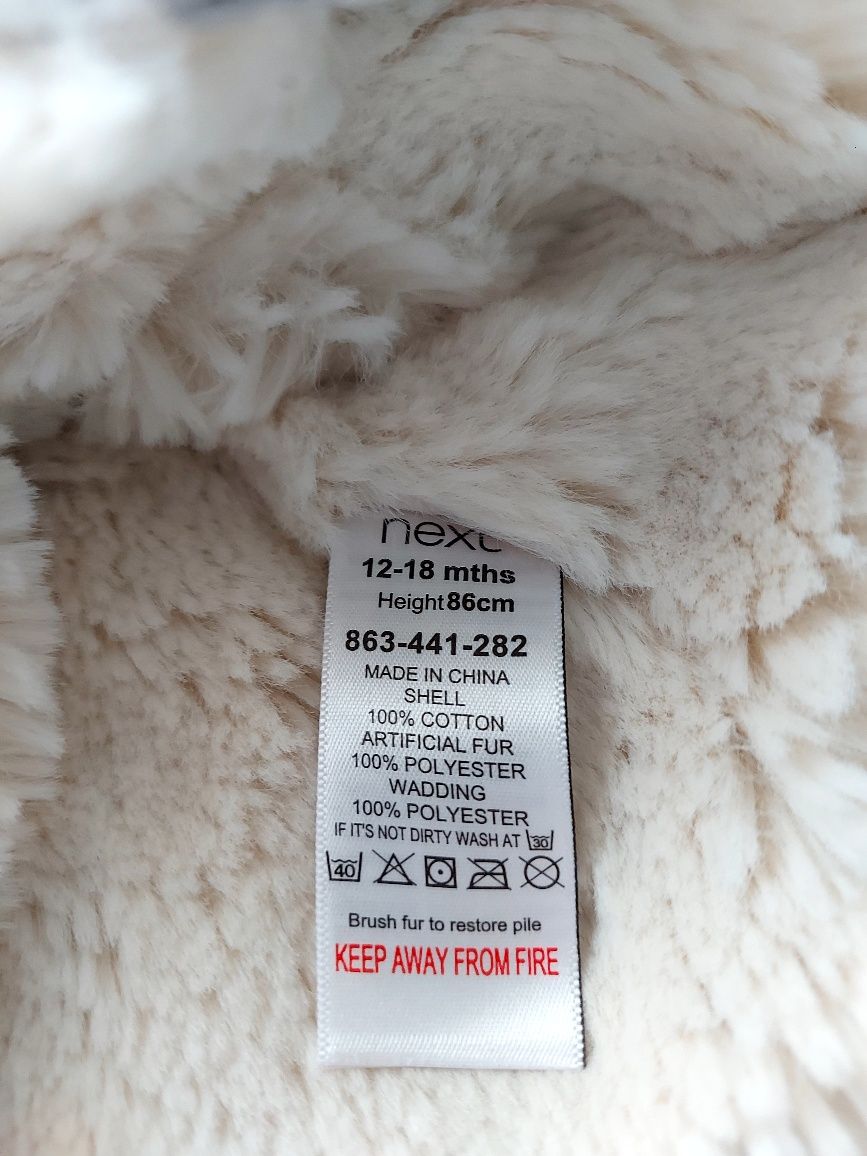 next
12-18 mths
Height 86cm
863-441-282
MADE IN CHINA
SHELL
100% COTTON
ARTIFICIAL FUR
100% POLYESTER
WADDING
100% POLYESTER
IF IT'S NOT DIRTY WASH AT 30
40
Brush fur to restore pile
KEEP AWAY FROM FIRE